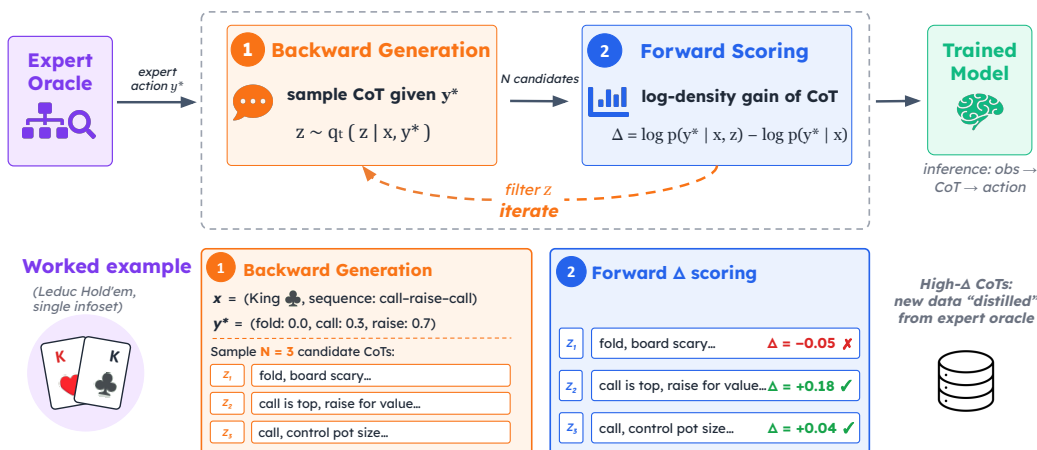 Expert
Oracle
expert
action y*
1 Backward Generation
sample CoT given y*
z ~ qt ( z | x, y* )
N candidates
2 Forward Scoring
log-density gain of CoT
Δ = log p(y* | x, z) − log p(y* | x)
Trained
Model
inference: obs →
CoT → action
filter z
iterate
Worked example
(Leduc Hold'em,
single infoset)
K K
1 Backward Generation
x = (King ♣, sequence: call–raise–call)
y* = (fold: 0.0, call: 0.3, raise: 0.7)
Sample N = 3 candidate CoTs:
z₁ fold, board scary…
z₂ call is top, raise for value…
z₃ call, control pot size…
2 Forward Δ scoring
z₁ fold, board scary… Δ = −0.05 ✗
z₂ call is top, raise for value… Δ = +0.18 ✓
z₃ call, control pot size… Δ = +0.04 ✓
High-Δ CoTs:
new data “distilled”
from expert oracle